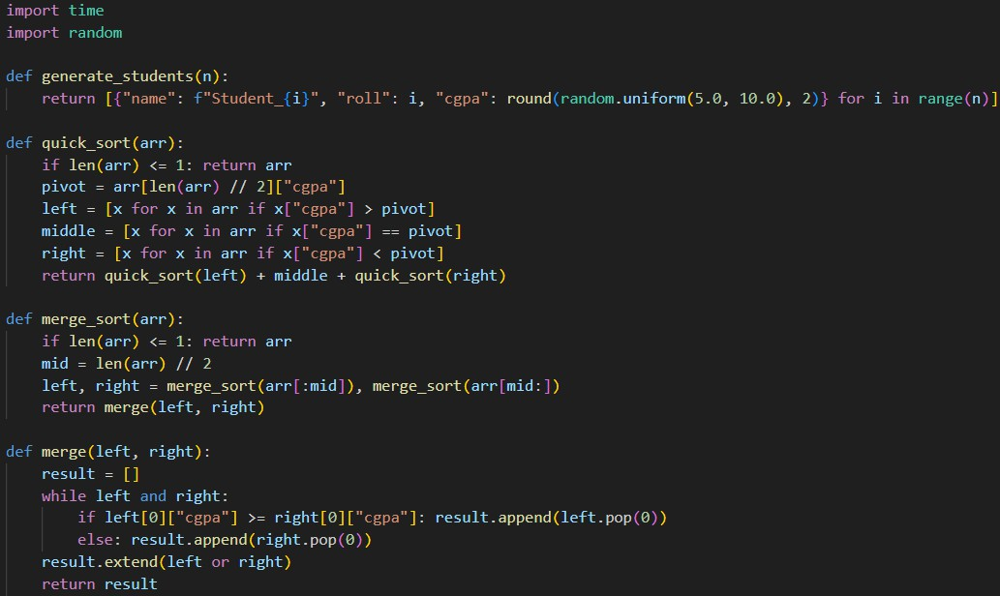 import time
import random
def generate_students(n):
    return [{"name": f"Student_{i}", "roll": i, "cgpa": round(random.uniform(5.0, 10.0), 2)} for i in range(n)]
def quick_sort(arr):
    if len(arr) <= 1: return arr
    pivot = arr[len(arr) // 2]["cgpa"]
    left = [x for x in arr if x["cgpa"] > pivot]
    middle = [x for x in arr if x["cgpa"] == pivot]
    right = [x for x in arr if x["cgpa"] < pivot]
    return quick_sort(left) + middle + quick_sort(right)
def merge_sort(arr):
    if len(arr) <= 1: return arr
    mid = len(arr) // 2
    left, right = merge_sort(arr[:mid]), merge_sort(arr[mid:])
    return merge(left, right)
def merge(left, right):
    result = []
    while left and right:
        if left[0]["cgpa"] >= right[0]["cgpa"]: result.append(left.pop(0))
        else: result.append(right.pop(0))
    result.extend(left or right)
    return result